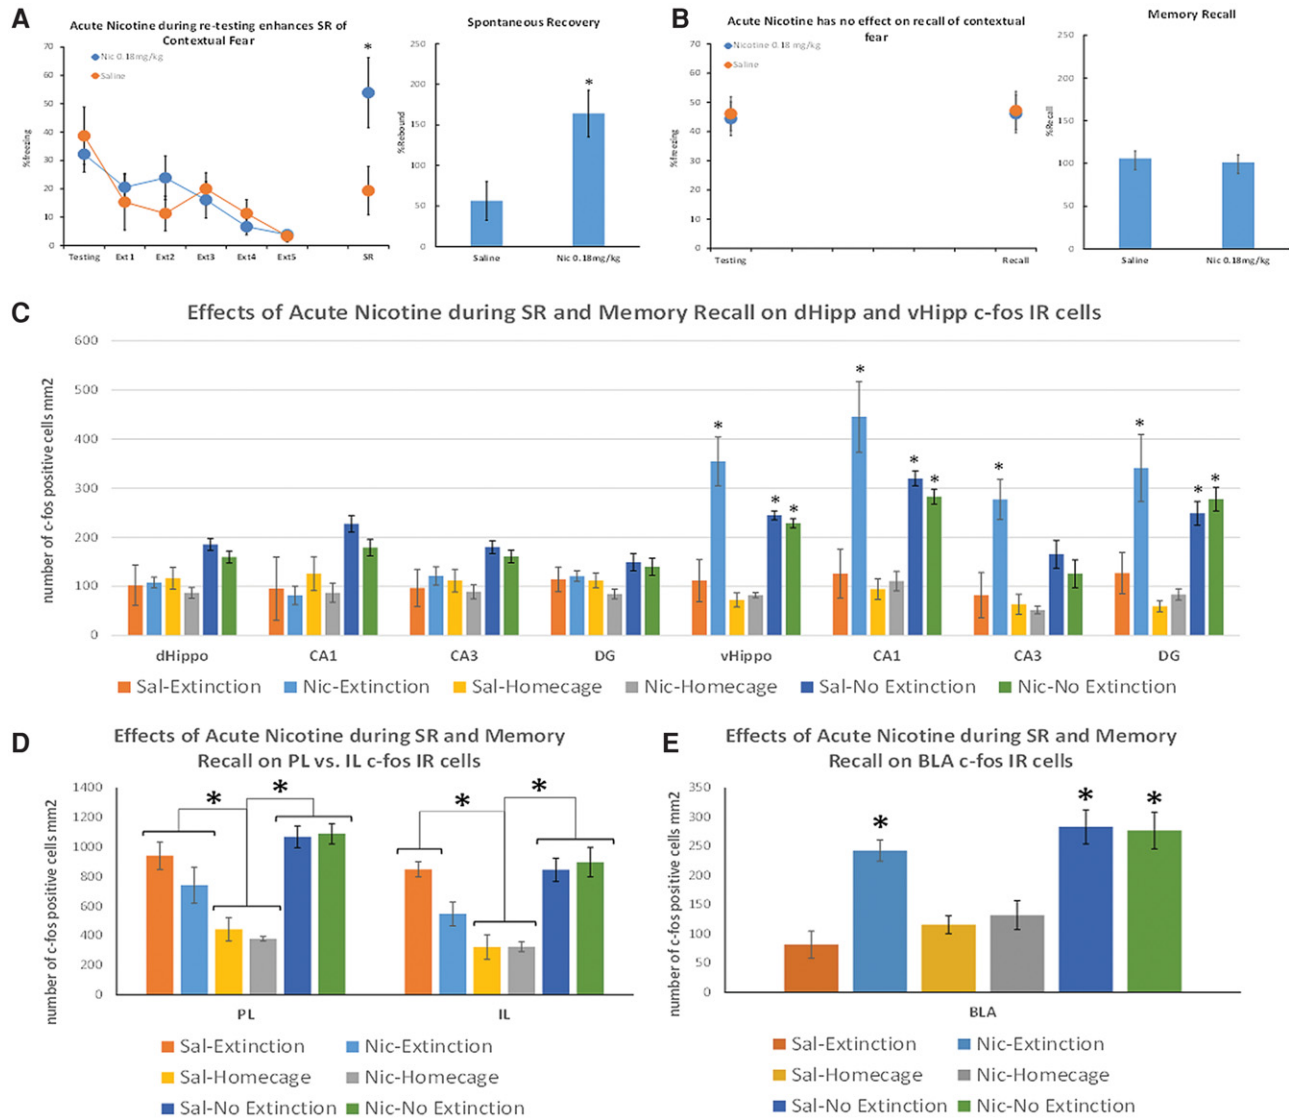 A
Acute Nicotine during re-testing enhances SR of
Contextual Fear
Nic 0.18mg/kg
Saline
*
70
60
50
40
30
20
10
0
%freezing
Testing Ext1 Ext2 Ext3 Ext4 Ext5 SR
Spontaneous Recovery
*
250
200
150
100
50
0
%Rebound
Saline Nic 0.18mg/kg
B
Acute Nicotine has no effect on recall of contextual
fear
Nicotine 0.18 mg/kg
Saline
70
60
50
40
30
20
10
0
%freezing
Testing Recall
Memory Recall
250
200
150
100
50
0
%Recall
Saline Nic 0.18mg/kg
C
Effects of Acute Nicotine during SR and Memory Recall on dHipp and vHipp c-fos IR cells
600
500
400
300
200
100
0
number of c-fos positive cells mm2
* * * * * * * * *
dHippo CA1 CA3 DG vHippo CA1 CA3 DG
Sal-Extinction Nic-Extinction Sal-Homecage Nic-Homecage Sal-No Extinction Nic-No Extinction
D
Effects of Acute Nicotine during SR and Memory
Recall on PL vs. IL c-fos IR cells
1400
1200
1000
800
600
400
200
0
number of c-fos positive cells mm2
* * * *
PL IL
Sal-Extinction Nic-Extinction
Sal-Homecage Nic-Homecage
Sal-No Extinction Nic-No Extinction
E
Effects of Acute Nicotine during SR and Memory
Recall on BLA c-fos IR cells
350
300
250
200
150
100
50
0
number of c-fos positive cells mm2
* * *
BLA
Sal-Extinction Nic-Extinction
Sal-Homecage Nic-Homecage
Sal-No Extinction Nic-No Extinction